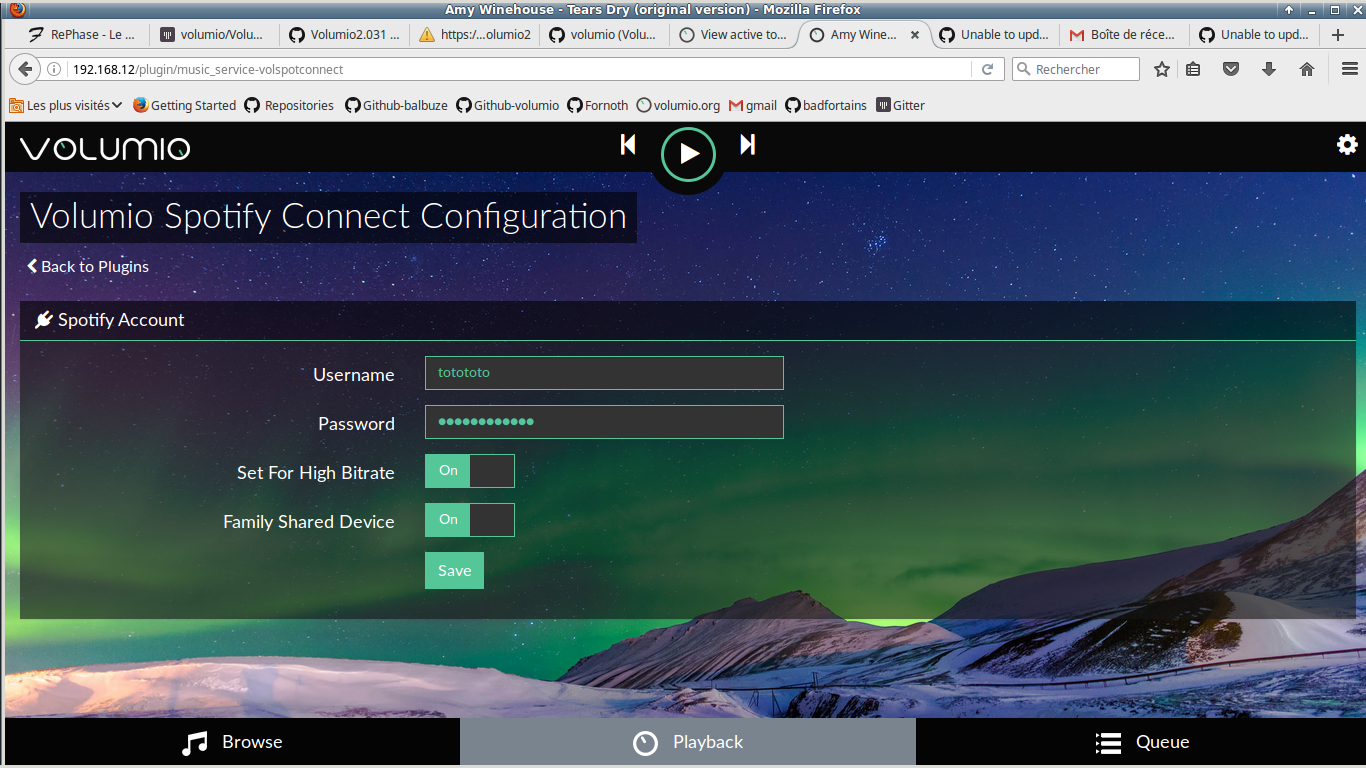 Amy Winehouse - Tears Dry (original version) - Mozilla Firefox
RePhase - Le ...
volumio/Volu...
Volumio2.031 ...
https:/...olumio2
volumio (Volu...
View active to...
Amy Wine...
Unable to upd...
Boîte de réce...
Unable to upd...
192.168.12/plugin/music_service-volspotconnect
Rechercher
Les plus visités
Getting Started
Repositories
Github-balbuze
Github-volumio
Fornoth
volumio.org
gmail
badfortains
Gitter
VOLUMIO
Volumio Spotify Connect Configuration
Back to Plugins
Spotify Account
Username
totototo
Password
●●●●●●●●●●●●
Set For High Bitrate
On
Family Shared Device
On
Save
Browse
Playback
Queue